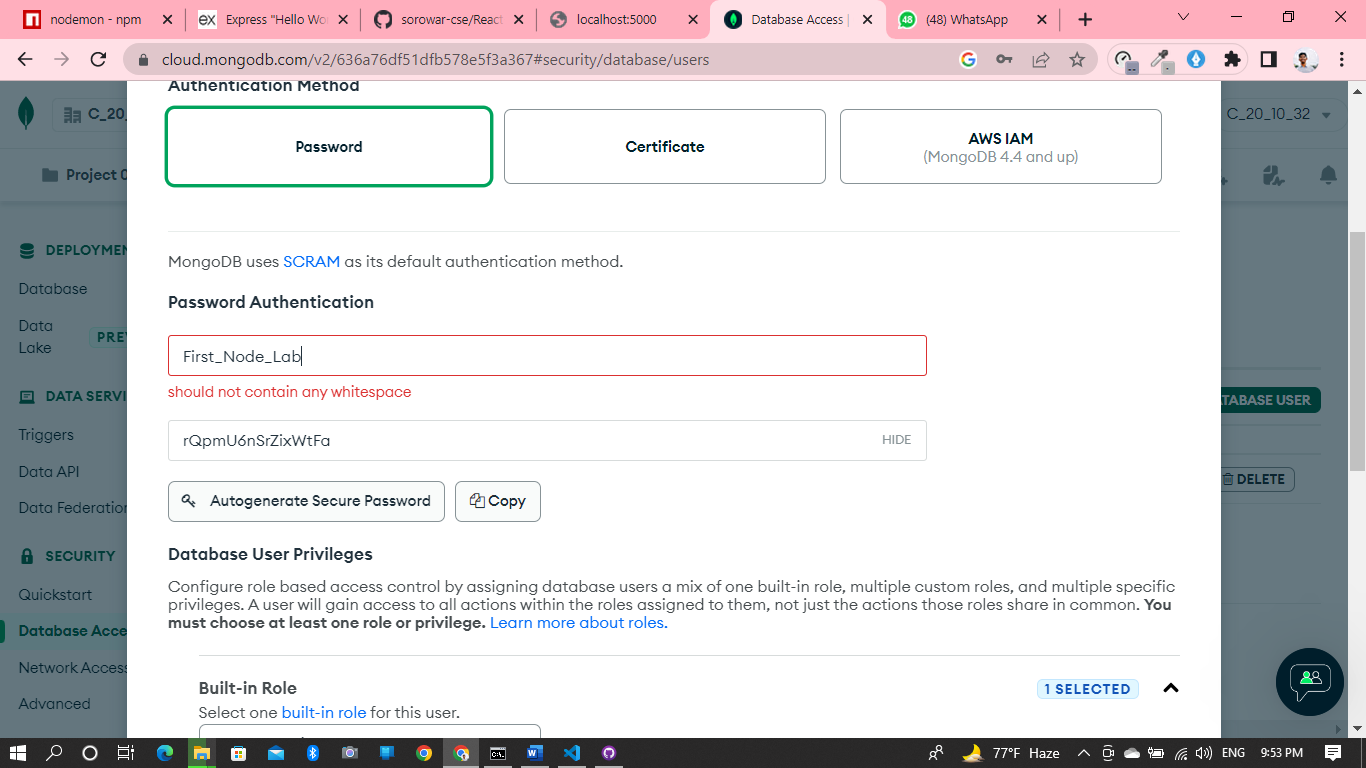 nodemon - npm
Express "Hello Wo
sorowar-cse/React
localhost:5000
Database Access |
48
(48) WhatsApp
cloud.mongodb.com/v2/636a76df51dfb578e5f3a367#security/database/users
C_20_
C_20_10_32
Project 0
Authentication Method
Password
Certificate
AWS IAM
(MongoDB 4.4 and up)
MongoDB uses SCRAM as its default authentication method.
Password Authentication
First_Node_Lab
should not contain any whitespace
rQpmU6nSrZixWtFa
HIDE
Autogenerate Secure Password
Copy
Database User Privileges
Configure role based access control by assigning database users a mix of one built-in role, multiple custom roles, and multiple specific
privileges. A user will gain access to all actions within the roles assigned to them, not just the actions those roles share in common. You
must choose at least one role or privilege. Learn more about roles.
Built-in Role
1 SELECTED
Select one built-in role for this user.
DEPLOYMEN
Database
Data
Lake
PRE
DATA SERVI
Triggers
Data API
Data Federation
SECURITY
Quickstart
Database Acce
Network Access
Advanced
TABASE USER
DELETE
77°F Haze
ENG
9:53 PM